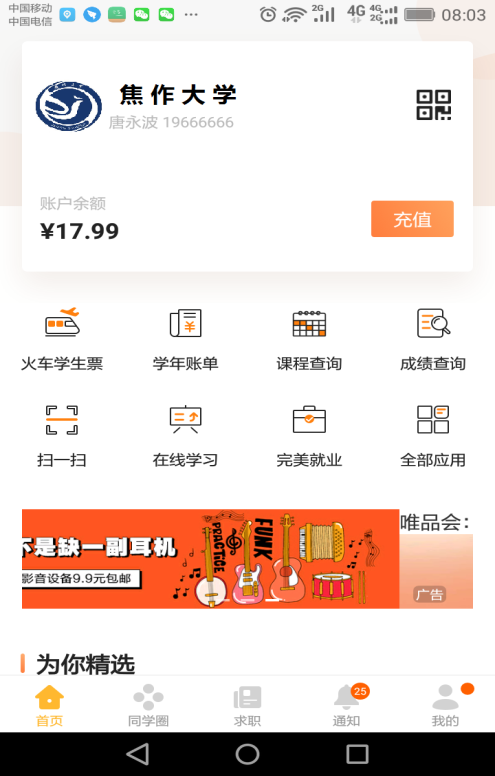 中国移动
中国电信
2G
4G
4G
2G
08:03
焦作大学
唐永波 19666666
账户余额
¥17.99
充值
火车学生票 学年账单 课程查询 成绩查询
扫一扫 在线学习 完美就业 全部应用
不是缺一副耳机
影音设备9.9元包邮
PRACTICE
FUNK
唯品会：
广告
为你精选
25
首页 同学圈 求职 通知 我的